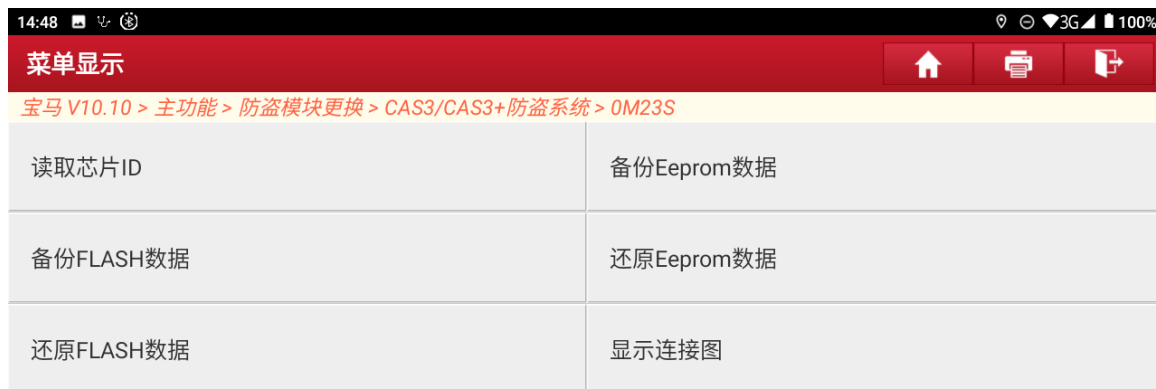 14:48 3G 100%
菜单显示
宝马 V10.10 > 主功能 > 防盗模块更换 > CAS3/CAS3+防盗系统 > 0M23S
读取芯片ID 备份Eeprom数据
备份FLASH数据 还原Eeprom数据
还原FLASH数据 显示连接图